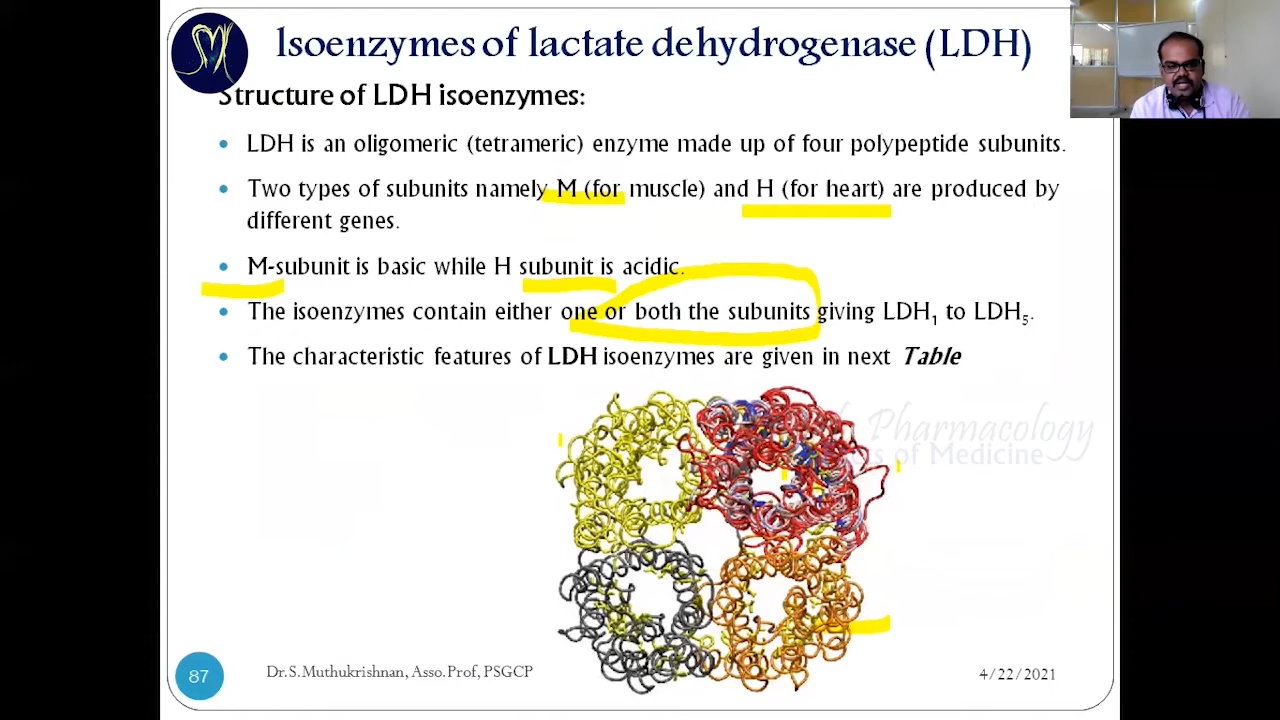 SMK
Isoenzymes of lactate dehydrogenase (LDH)
Structure of LDH isoenzymes:
• LDH is an oligomeric (tetrameric) enzyme made up of four polypeptide subunits.
• Two types of subunits namely M (for muscle) and H (for heart) are produced by
different genes.
• M-subunit is basic while H subunit is acidic.
• The isoenzymes contain either one or both the subunits giving LDH₁ to LDH₅.
• The characteristic features of LDH isoenzymes are given in next Table
Pharmacology
of Medicine
87
Dr.S.Muthukrishnan, Asso.Prof, PSGCP
4/22/2021